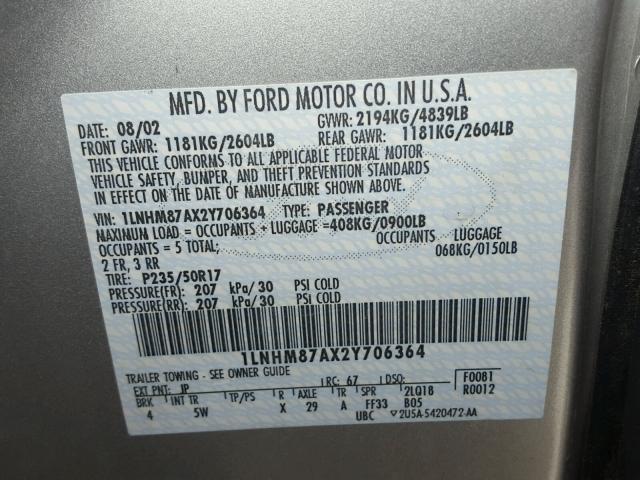 MFD. BY FORD MOTOR CO. IN U.S.A.
DATE: 08/02 GVWR: 2194KG/4839LB
FRONT GAWR: 1181KG/2604LB REAR GAWR: 1181KG/2604LB
THIS VEHICLE CONFORMS TO ALL APPLICABLE FEDERAL MOTOR
VEHICLE SAFETY, BUMPER, AND THEFT PREVENTION STANDARDS
IN EFFECT ON THE DATE OF MANUFACTURE SHOWN ABOVE.
VIN: 1LNHM87AX2Y706364 TYPE: PASSENGER
MAXIMUM LOAD = OCCUPANTS + LUGGAGE =408KG/0900LB
OCCUPANTS = 5 TOTAL; OCCUPANTS LUGGAGE
2 FR, 3 RR 068KG/0150LB
TIRE: P235/50R17
PRESSURE(FR) 207 kPa/30 PSI COLD
PRESSURE(RR) 207 kPa/30 PSI COLD
1LNHM87AX2Y706364
TRAILER TOWING - SEE OWNER GUIDE
EXT PNT: JP RC: 67 DSO: F0081
BRK INT TR TP/PS R AXLE TR SPR 2LQ18 R0012
4 5W X 29 A FF33 B05
UBC ▽2U5A-5420472-AA